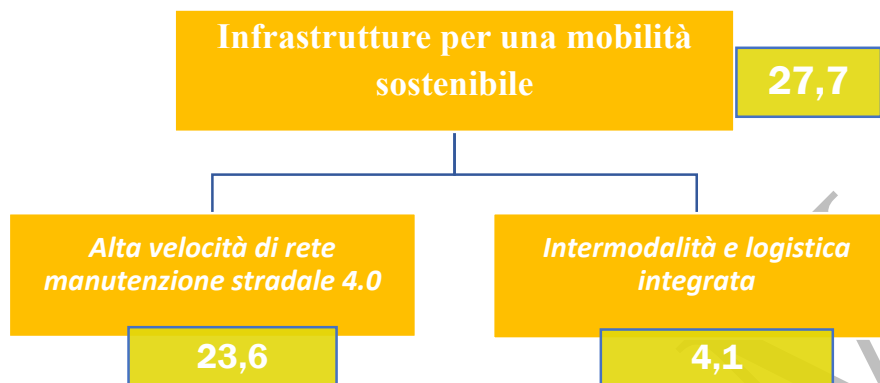 Infrastrutture per una mobilità
sostenibile
27,7
Alta velocità di rete
manutenzione stradale 4.0
23,6
Intermodalità e logistica
integrata
4,1